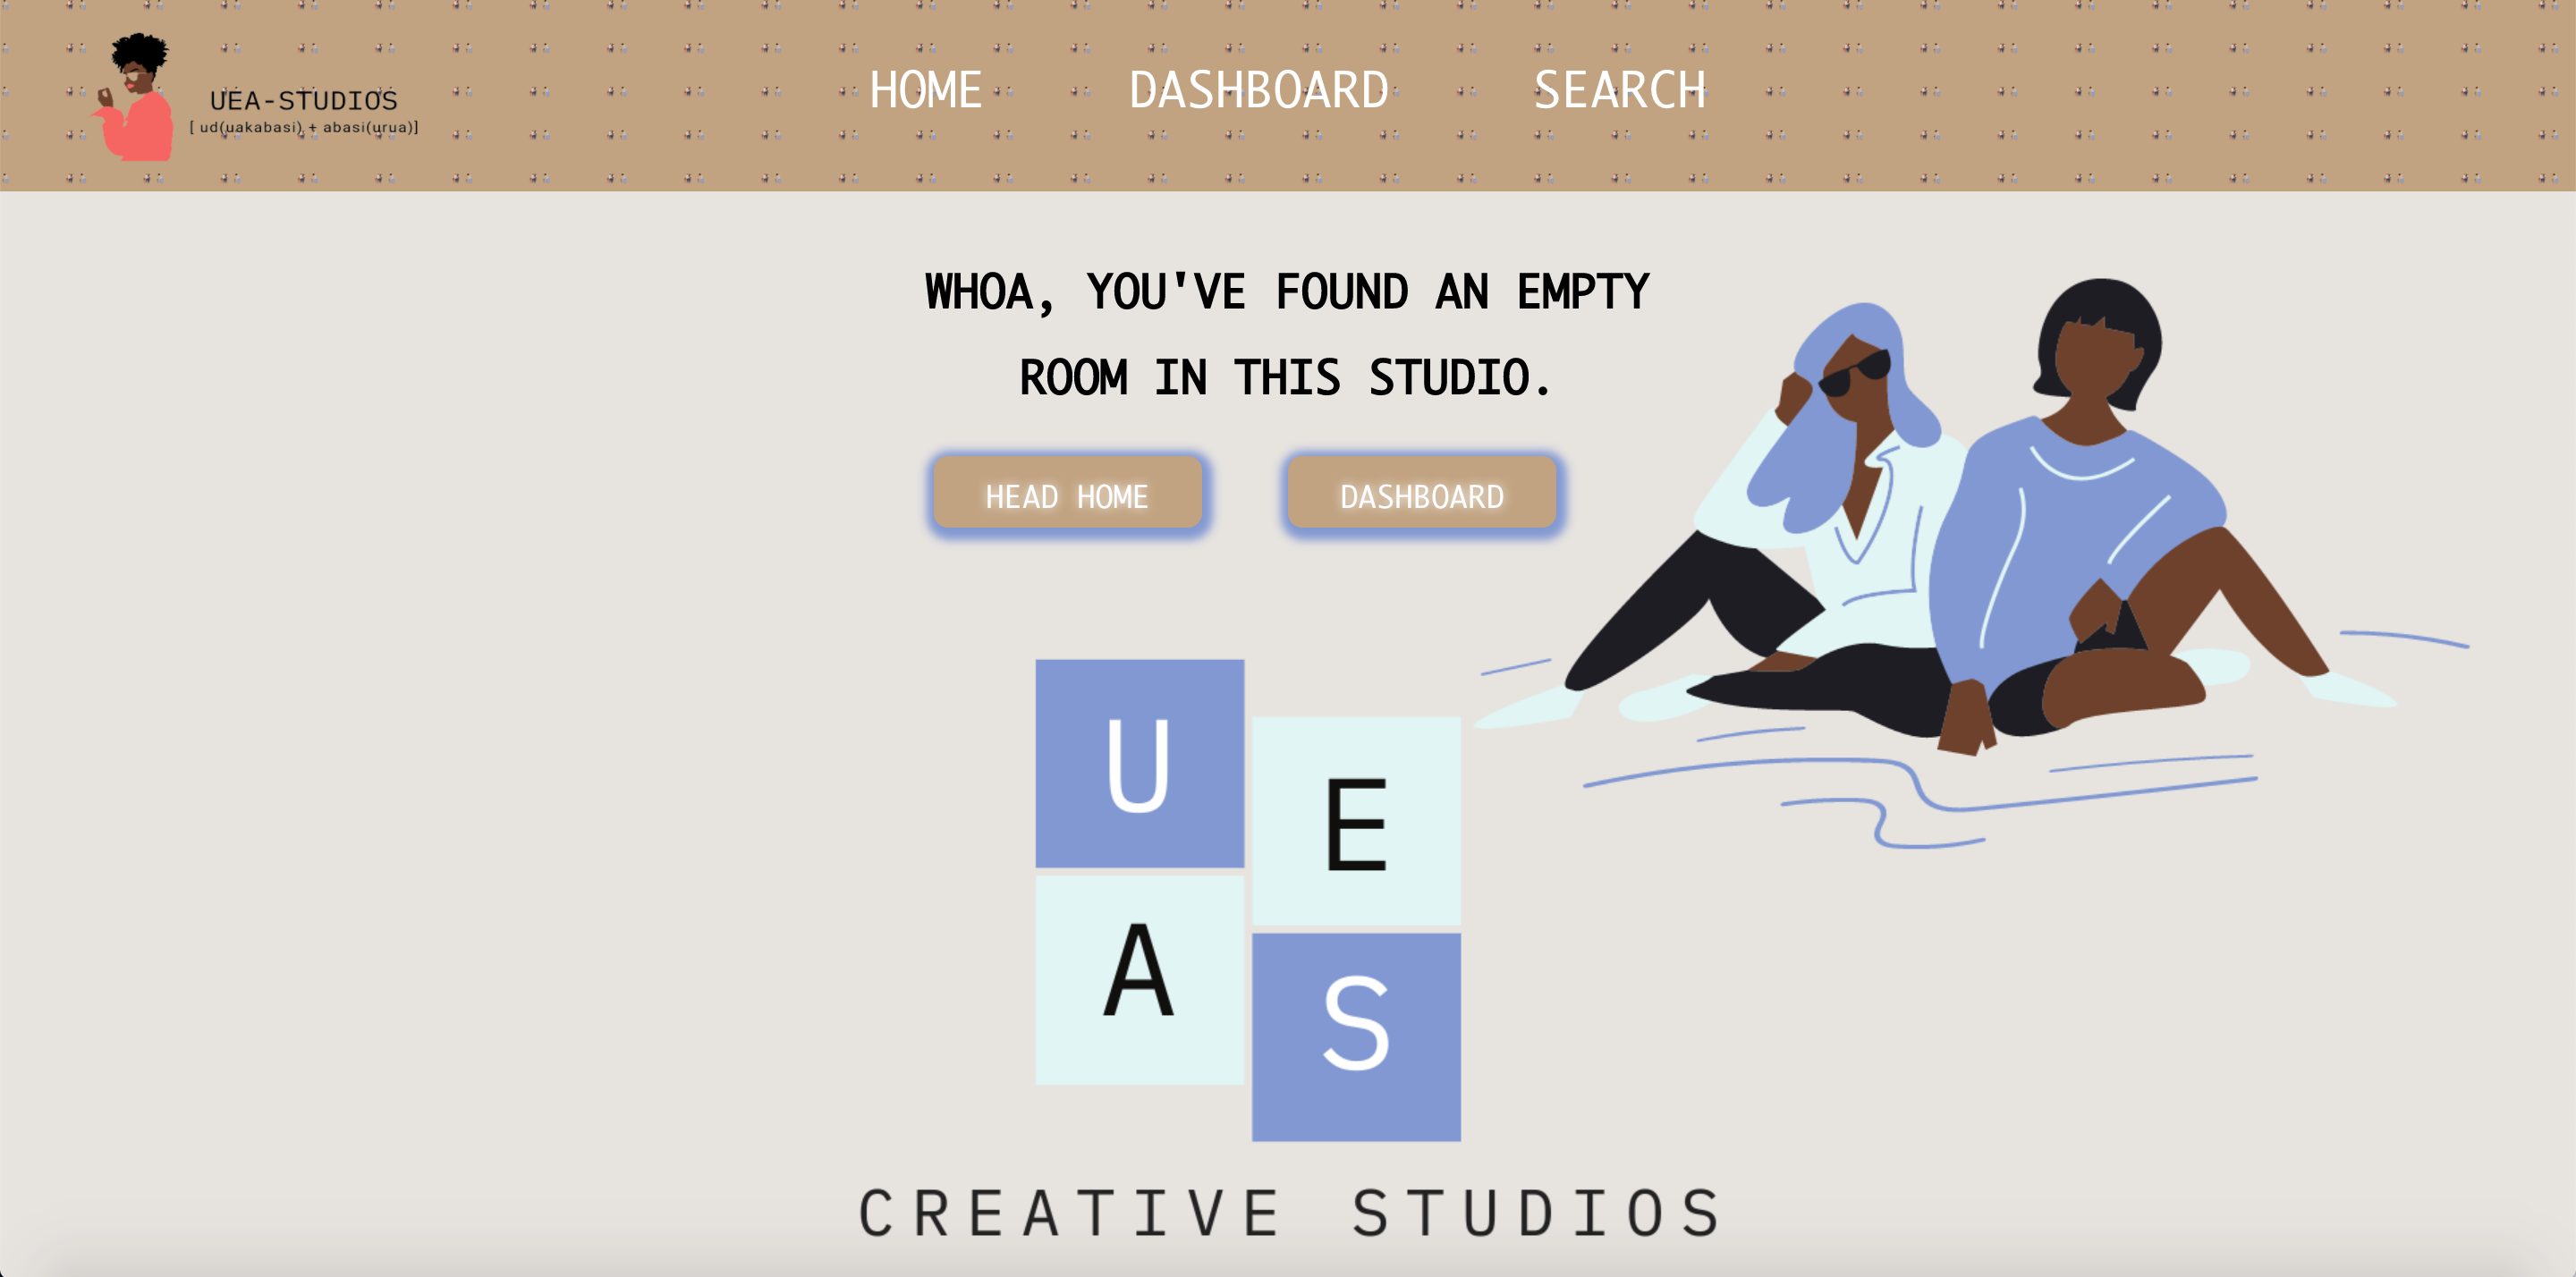 UEA-STUDIOS
[ ud(uakabasi) + abasi(urua)]
HOME DASHBOARD SEARCH
WHOA, YOU'VE FOUND AN EMPTY
ROOM IN THIS STUDIO.
HEAD HOME DASHBOARD
U
E
A
S
CREATIVE STUDIOS